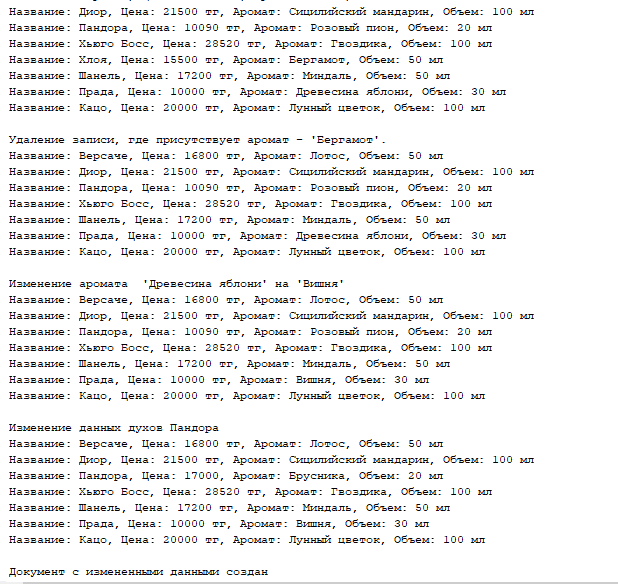 Название: Диор, Цена: 21500 тг, Аромат: Сицилийский мандарин, Объем: 100 мл
Название: Пандора, Цена: 10090 тг, Аромат: Розовый пион, Объем: 20 мл
Название: Хьюго Босс, Цена: 28520 тг, Аромат: Гвоздика, Объем: 100 мл
Название: Хлоя, Цена: 15500 тг, Аромат: Бергамот, Объем: 50 мл
Название: Шанель, Цена: 17200 тг, Аромат: Миндаль, Объем: 50 мл
Название: Прада, Цена: 10000 тг, Аромат: Древесина яблони, Объем: 30 мл
Название: Кацо, Цена: 20000 тг, Аромат: Лунный цветок, Объем: 100 мл
Удаление записи, где присутствует аромат - 'Бергамот'.
Название: Версаче, Цена: 16800 тг, Аромат: Лотос, Объем: 50 мл
Название: Диор, Цена: 21500 тг, Аромат: Сицилийский мандарин, Объем: 100 мл
Название: Пандора, Цена: 10090 тг, Аромат: Розовый пион, Объем: 20 мл
Название: Хьюго Босс, Цена: 28520 тг, Аромат: Гвоздика, Объем: 100 мл
Название: Шанель, Цена: 17200 тг, Аромат: Миндаль, Объем: 50 мл
Название: Прада, Цена: 10000 тг, Аромат: Древесина яблони, Объем: 30 мл
Название: Кацо, Цена: 20000 тг, Аромат: Лунный цветок, Объем: 100 мл
Изменение аромата  'Древесина яблони' на 'Вишня'
Название: Версаче, Цена: 16800 тг, Аромат: Лотос, Объем: 50 мл
Название: Диор, Цена: 21500 тг, Аромат: Сицилийский мандарин, Объем: 100 мл
Название: Пандора, Цена: 10090 тг, Аромат: Розовый пион, Объем: 20 мл
Название: Хьюго Босс, Цена: 28520 тг, Аромат: Гвоздика, Объем: 100 мл
Название: Шанель, Цена: 17200 тг, Аромат: Миндаль, Объем: 50 мл
Название: Прада, Цена: 10000 тг, Аромат: Вишня, Объем: 30 мл
Название: Кацо, Цена: 20000 тг, Аромат: Лунный цветок, Объем: 100 мл
Изменение данных духов Пандора
Название: Версаче, Цена: 16800 тг, Аромат: Лотос, Объем: 50 мл
Название: Диор, Цена: 21500 тг, Аромат: Сицилийский мандарин, Объем: 100 мл
Название: Пандора, Цена: 17000, Аромат: Брусника, Объем: 20 мл
Название: Хьюго Босс, Цена: 28520 тг, Аромат: Гвоздика, Объем: 100 мл
Название: Шанель, Цена: 17200 тг, Аромат: Миндаль, Объем: 50 мл
Название: Прада, Цена: 10000 тг, Аромат: Вишня, Объем: 30 мл
Название: Кацо, Цена: 20000 тг, Аромат: Лунный цветок, Объем: 100 мл
Документ с измененными данными создан